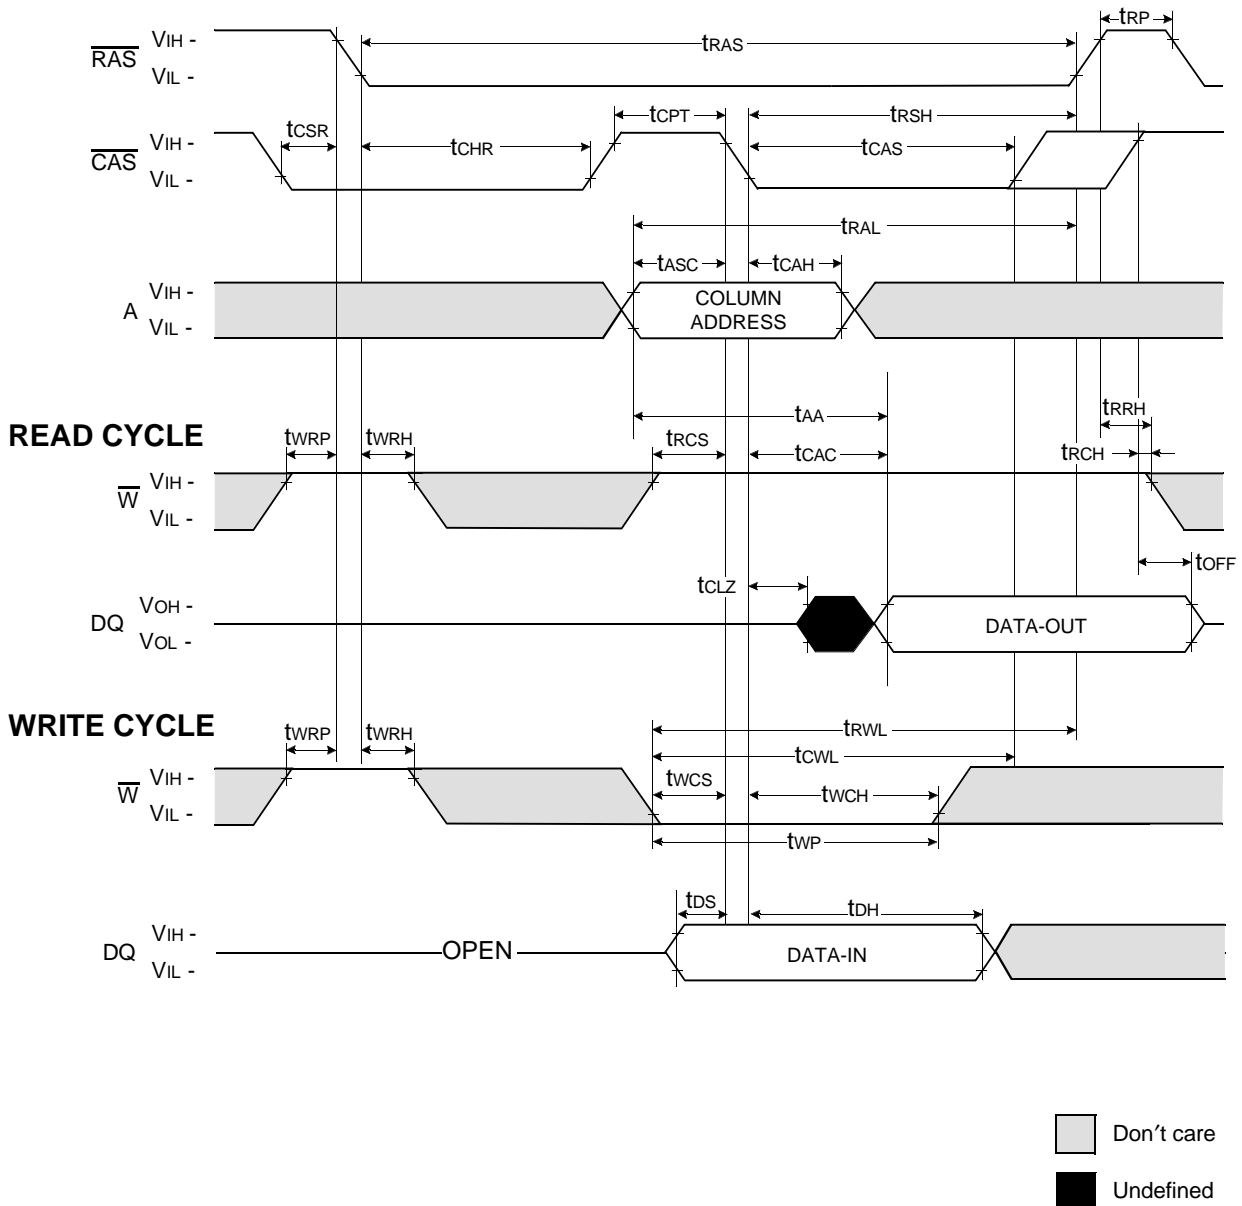 tRP
VIH -
tRAS
RAS
VIL -
tCPT
tRSH
tCSR
VIH -
tCHR
tCAS
CAS
VIL -
tRAL
tASC
tCAH
VIH -
COLUMN
A
VIL -
ADDRESS
tAA
tRRH
READ CYCLE
tWRP
tWRH
tRCS
tCAC
tRCH
VIH -
W
VIL -
tOFF
tCLZ
VOH -
DQ
DATA-OUT
VOL -
WRITE CYCLE
tWRP
tWRH
tRWL
tCWL
VIH -
tWCS
tWCH
W
VIL -
tWP
tDS
tDH
VIH -
DQ
OPEN
DATA-IN
VIL -
Don′t care
Undefined